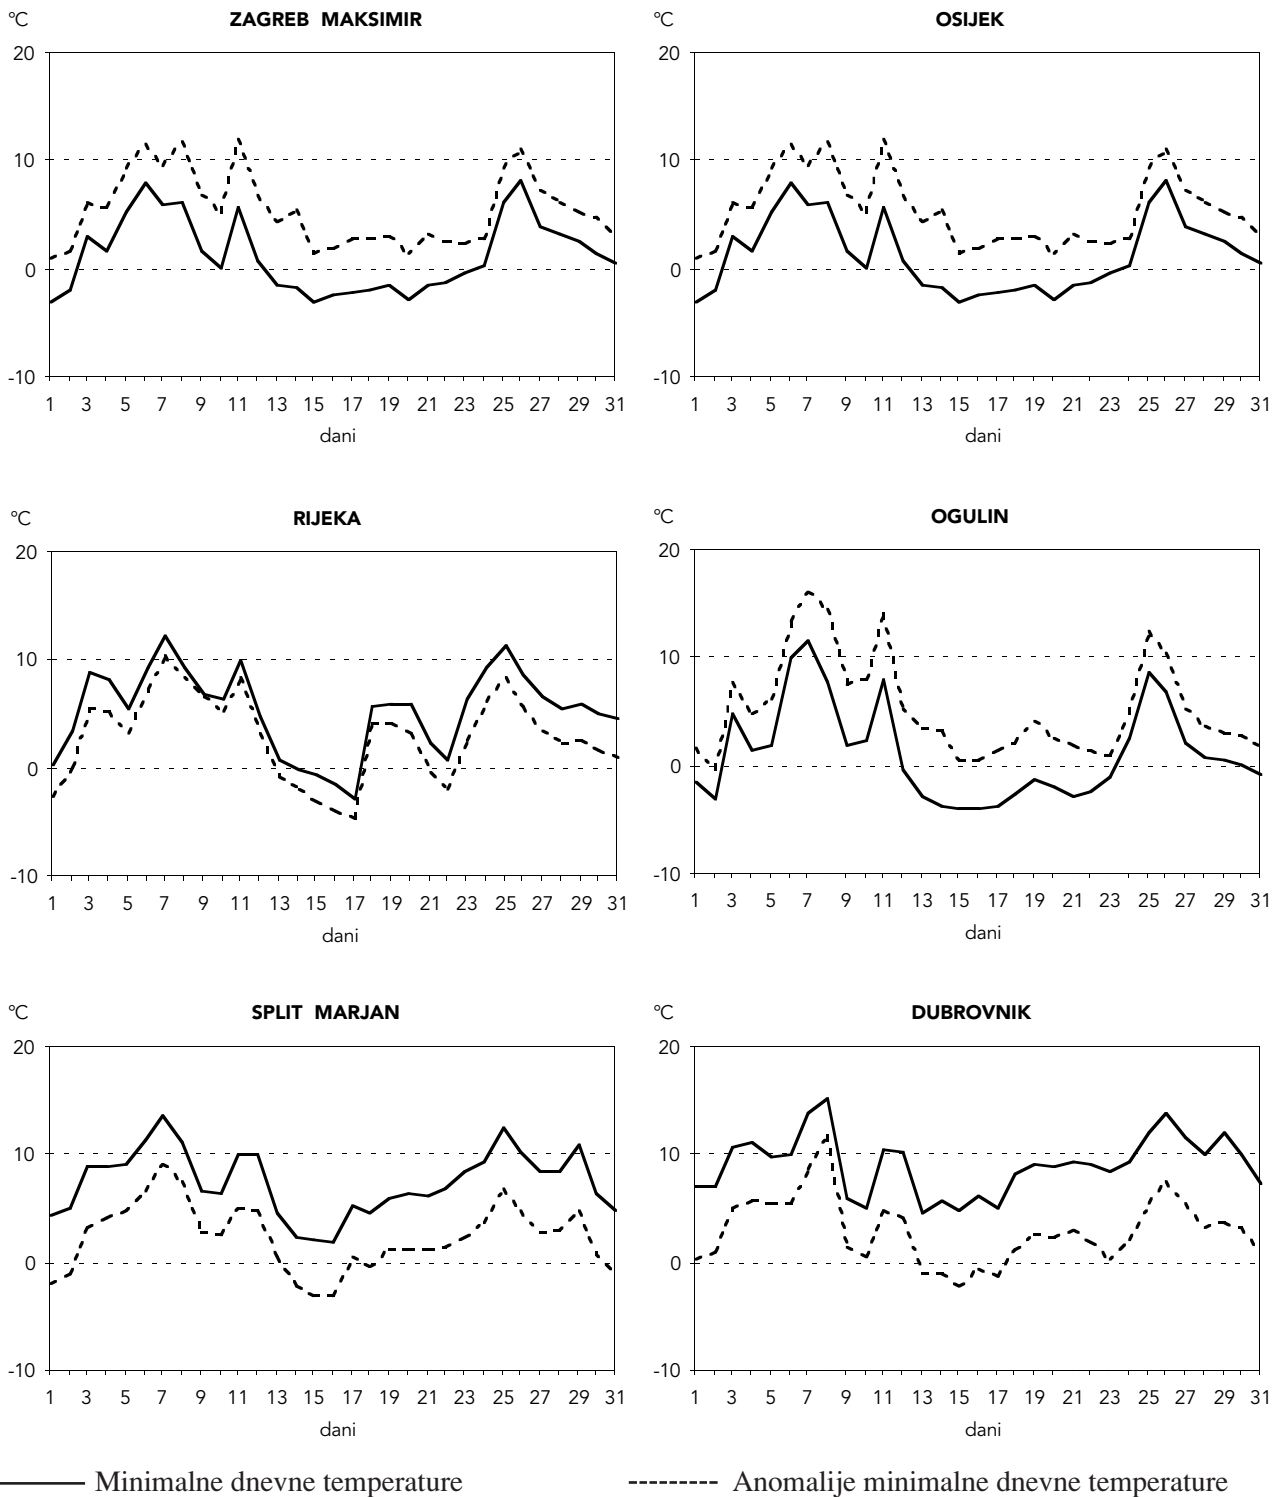 °C ZAGREB MAKSIMIR
20
10
0
-10
1 3 5 7 9 11 13 15 17 19 21 23 25 27 29 31
dani
°C OSIJEK
20
10
0
-10
1 3 5 7 9 11 13 15 17 19 21 23 25 27 29 31
dani
°C RIJEKA
20
10
0
-10
1 3 5 7 9 11 13 15 17 19 21 23 25 27 29 31
dani
°C OGULIN
20
10
0
-10
1 3 5 7 9 11 13 15 17 19 21 23 25 27 29 31
dani
°C SPLIT MARJAN
20
10
0
-10
1 3 5 7 9 11 13 15 17 19 21 23 25 27 29 31
dani
°C DUBROVNIK
20
10
0
-10
1 3 5 7 9 11 13 15 17 19 21 23 25 27 29 31
dani
Minimalne dnevne temperature
Anomalije minimalne dnevne temperature